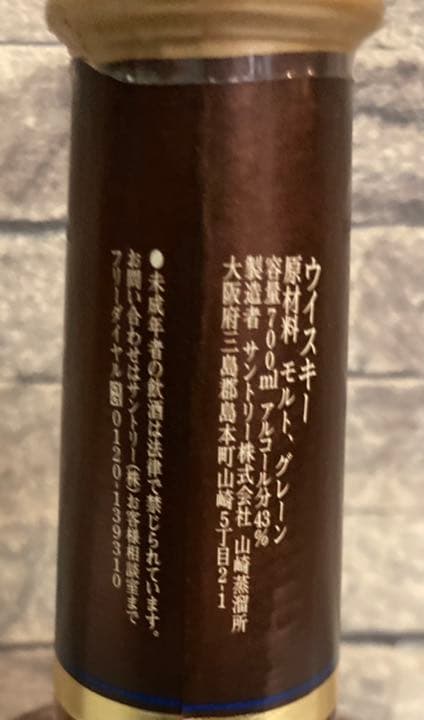 ウイスキー
原材料 モルト、グレーン
容量700ml アルコール分43%
製造者 サントリー株式会社 山崎蒸溜所
大阪府三島郡島本町山崎5丁目2-1
●未成年者の飲酒は法律で禁じられています。
お問い合わせはサントリー(株)お客様相談室まで
フリーダイヤル 0120-139310